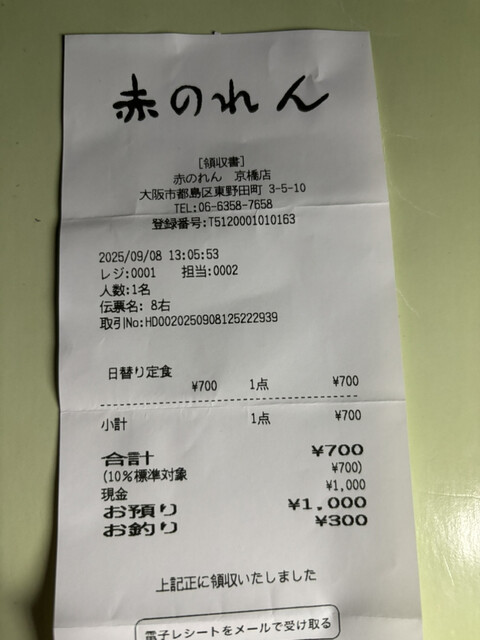 赤のれん
[領収書]
赤のれん 京橋店
大阪市都島区東野田町 3-5-10
TEL:06-6358-7658
登録番号:T5120001010163
2025/09/08 13:05:53
レジ:0001 担当:0002
人数:1名
伝票名: 8右
取引No:HD0020250908125222939
日替り定食
¥700 1点 ¥700
小計 1点 ¥700
合計 ¥700
(10%標準対象 ¥700)
現金 ¥1,000
お預り ¥1,000
お釣り ¥300
上記正に領収いたしました
電子レシートをメールで受け取る